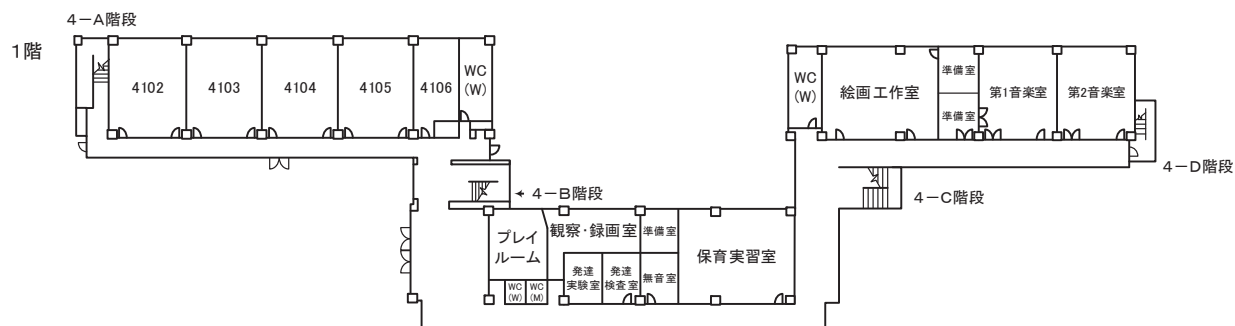 4－A階段
1階
4102
4103
4104
4105
4106
WC
(W)
WC
(W)
絵画工作室
準備室
準備室
第1音楽室
第2音楽室
4－D階段
4－B階段
4－C階段
プレイ
ルーム
観察・録画室
準備室
保育実習室
発達
実験室
発達
検査室
無音室
WC
(W)
WC
(M)